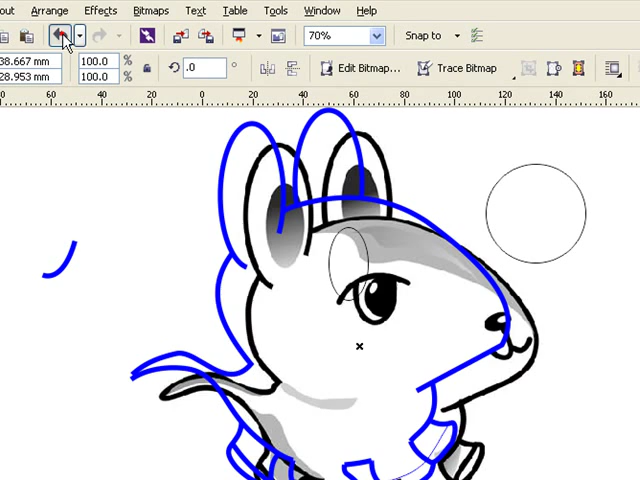 out Arrange Effects Bitmaps Text Table Tools Window Help
70% Snap to
38.667 mm 100.0 % .0 Edit Bitmap... Trace Bitmap
28.953 mm 100.0 %
60 40 20 0 20 40 60 80 100 120 140 160